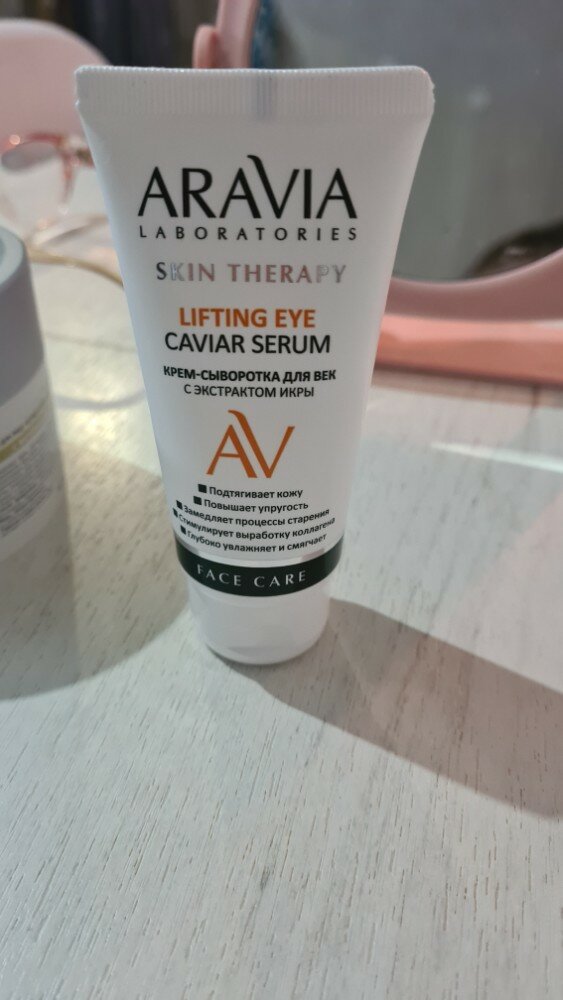 ARAVIA
LABORATORIES
SKIN THERAPY
LIFTING EYE
CAVIAR SERUM
КРЕМ-СЫВОРОТКА ДЛЯ ВЕК
С ЭКСТРАКТОМ ИКРЫ
AV
■ Подтягивает кожу
■ Повышает упругость
■ Замедляет процессы старения
■ Стимулирует выработку коллагена
■ Глубоко увлажняет и смягчает
FACE CARE